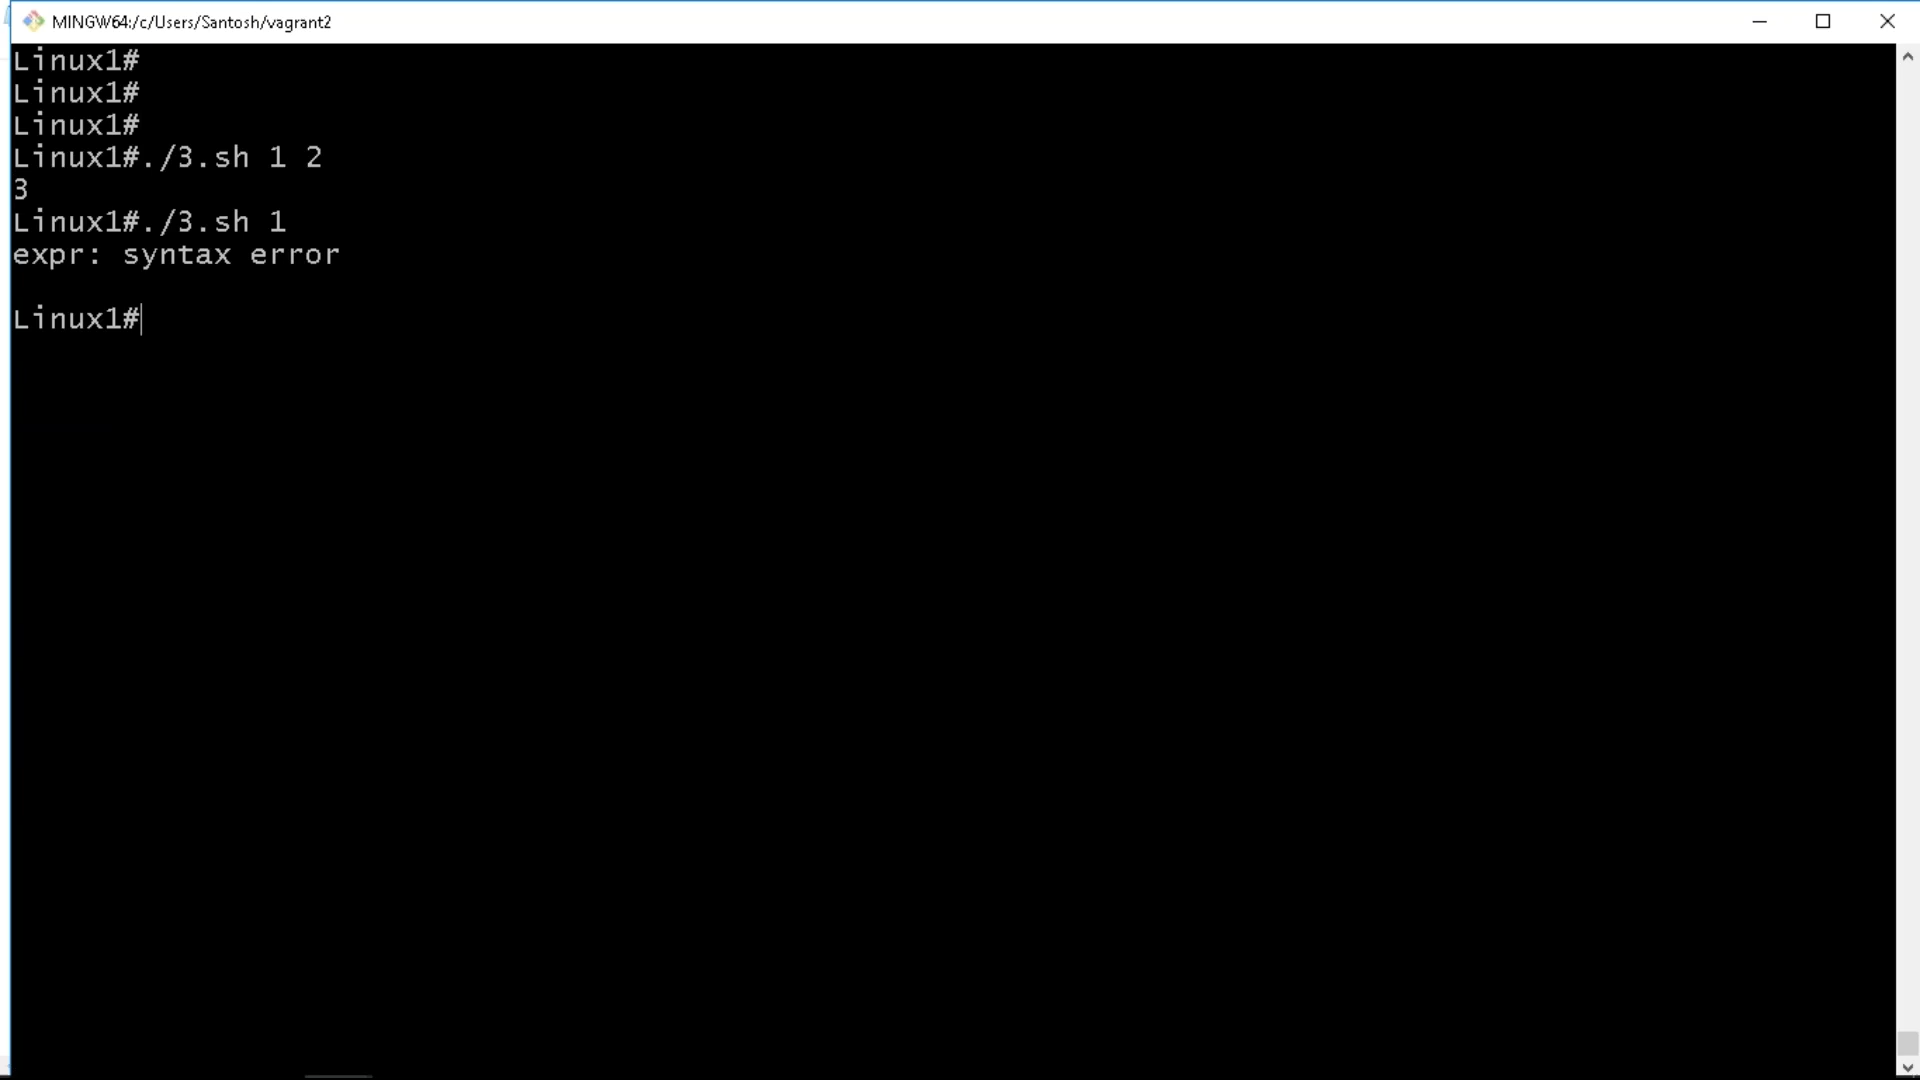 MINGW64:/c/Users/Santosh/vagrant2
Linux1#
Linux1#
Linux1#
Linux1#./3.sh 1 2
3
Linux1#./3.sh 1
expr: syntax error
Linux1#